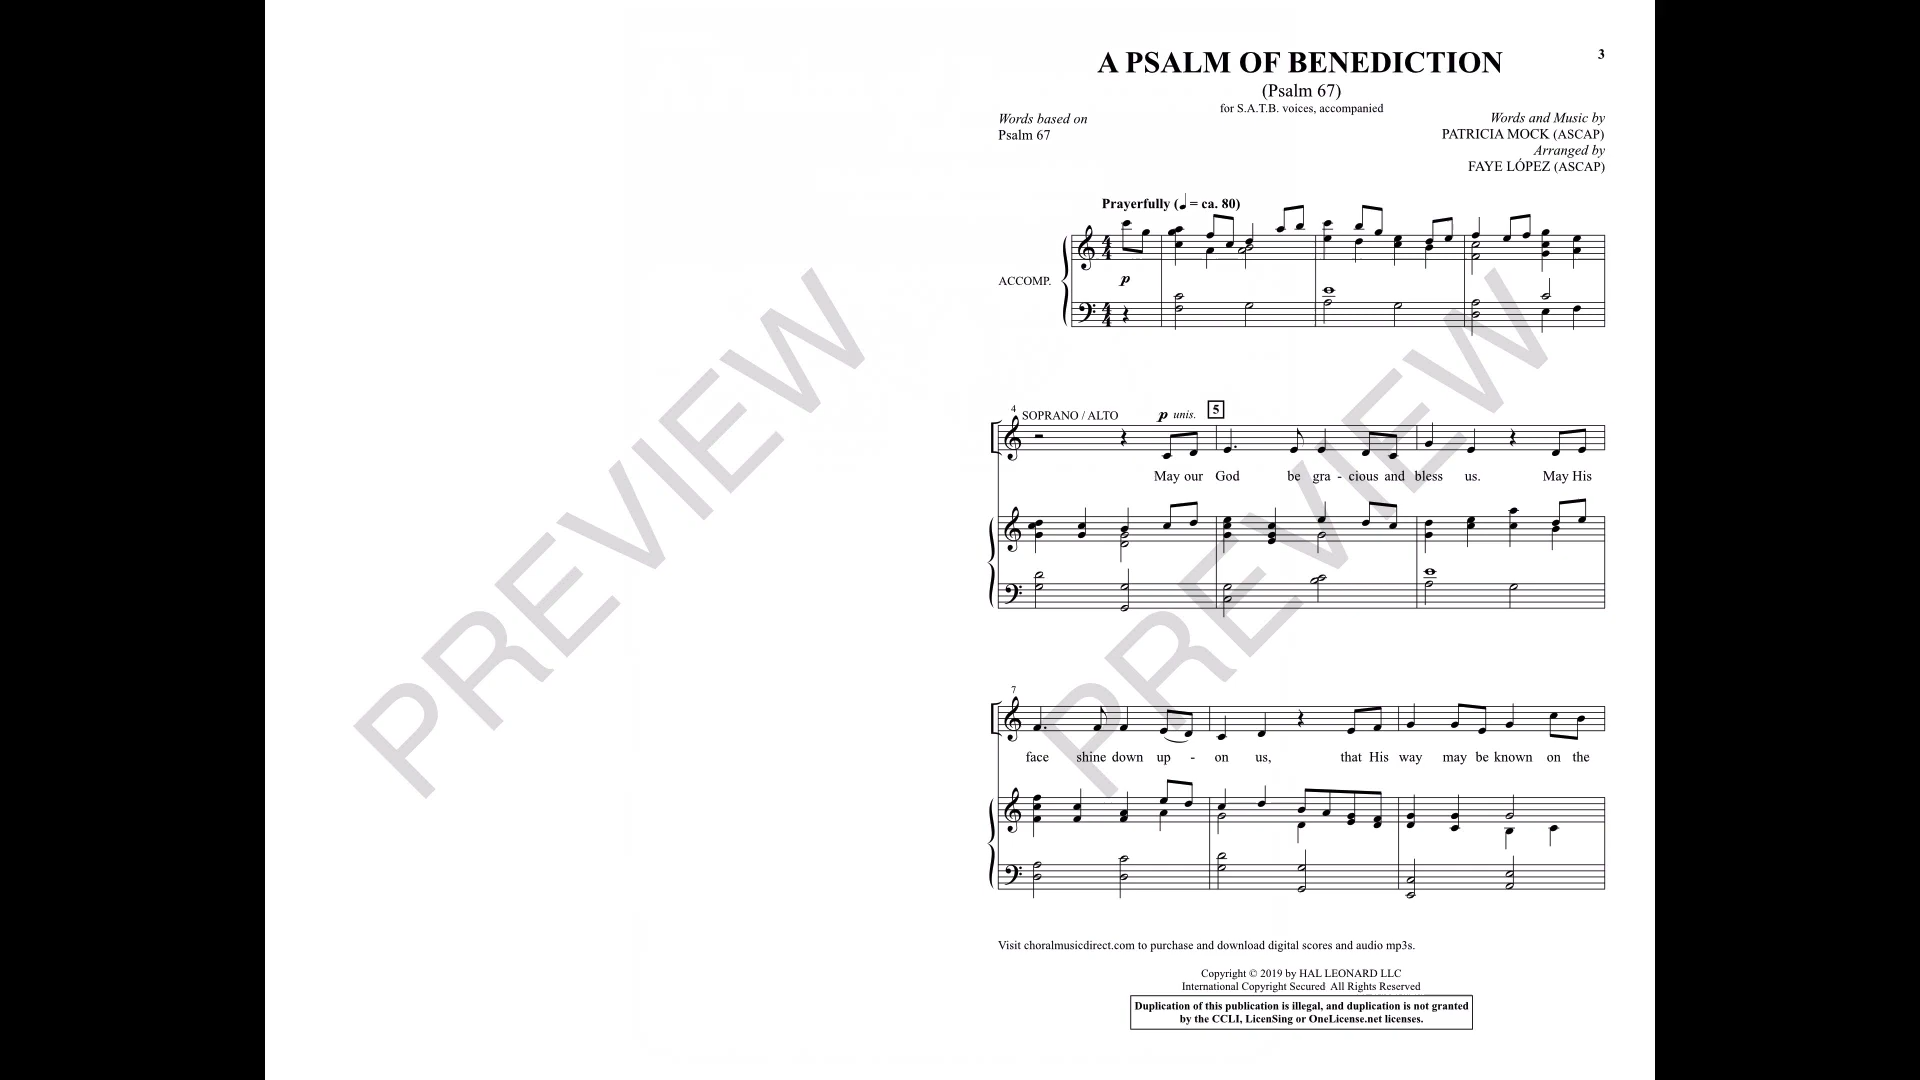 A PSALM OF BENEDICTION
3
(Psalm 67)
for S.A.T.B. voices, accompanied
Words based on
Psalm 67
Words and Music by
PATRICIA MOCK (ASCAP)
Arranged by
FAYE LÓPEZ (ASCAP)
Prayerfully (♩ = ca. 80)
ACCOMP.
p
4 SOPRANO / ALTO p unis. 5
May our God be gra - cious and bless us. May His
7
face shine down up - on us, that His way may be known on the
Visit choralmusicdirect.com to purchase and download digital scores and audio mp3s.
Copyright © 2019 by HAL LEONARD LLC
International Copyright Secured All Rights Reserved
Duplication of this publication is illegal, and duplication is not granted
by the CCLI, LicenSing or OneLicense.net licenses.
PREVIEW
PREVIEW